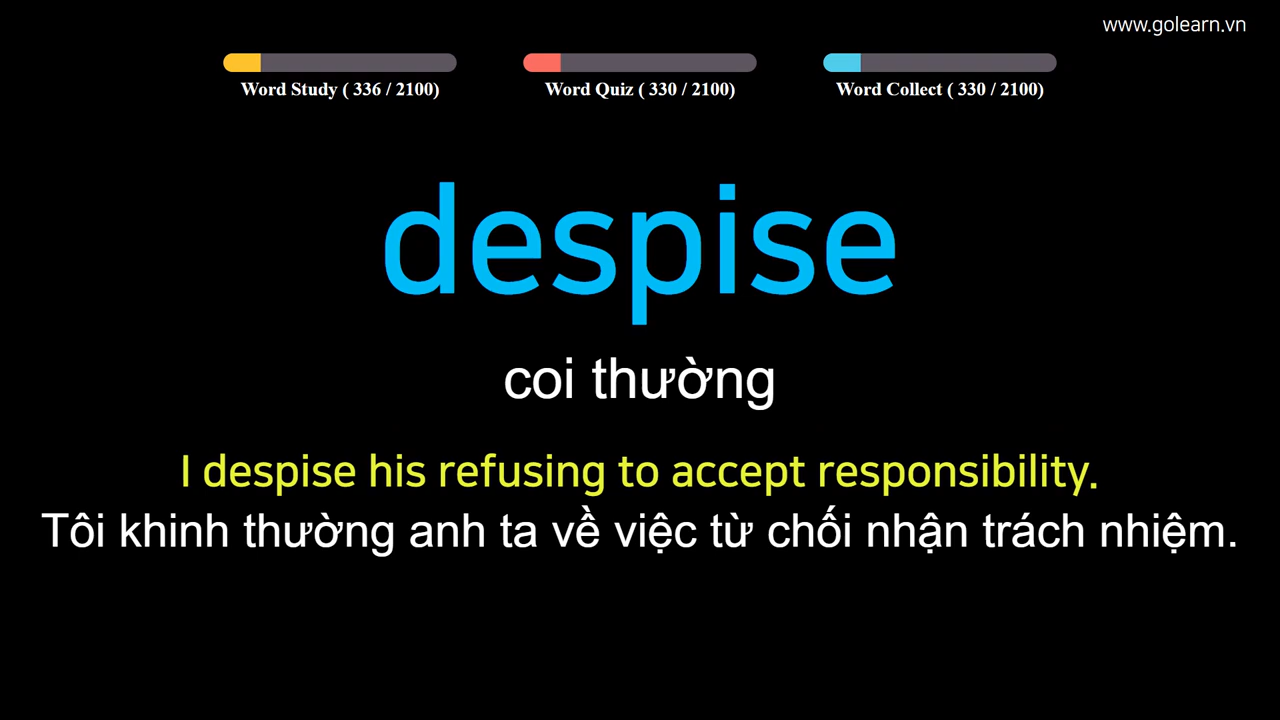 www.golearn.vn
Word Study ( 336 / 2100)
Word Quiz ( 330 / 2100)
Word Collect ( 330 / 2100)
despise
coi thường
I despise his refusing to accept responsibility.
Tôi khinh thường anh ta về việc từ chối nhận trách nhiệm.